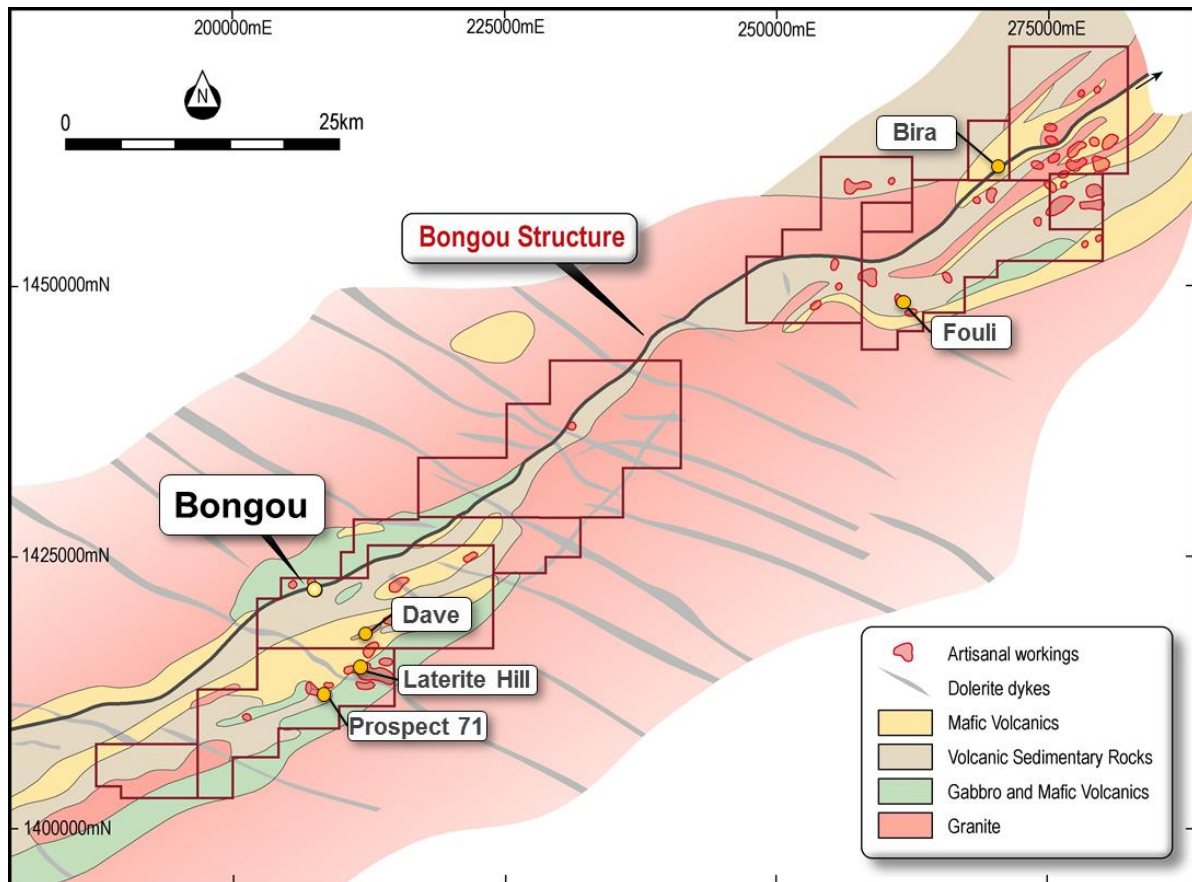 200000mE
225000mE
250000mE
275000mE
N
0
25km
Bira
Bongou Structure
1450000mN
Fouli
Bongou
1425000mN
Dave
Laterite Hill
Prospect 71
1400000mN
Artisanal workings
Dolerite dykes
Mafic Volcanics
Volcanic Sedimentary Rocks
Gabbro and Mafic Volcanics
Granite